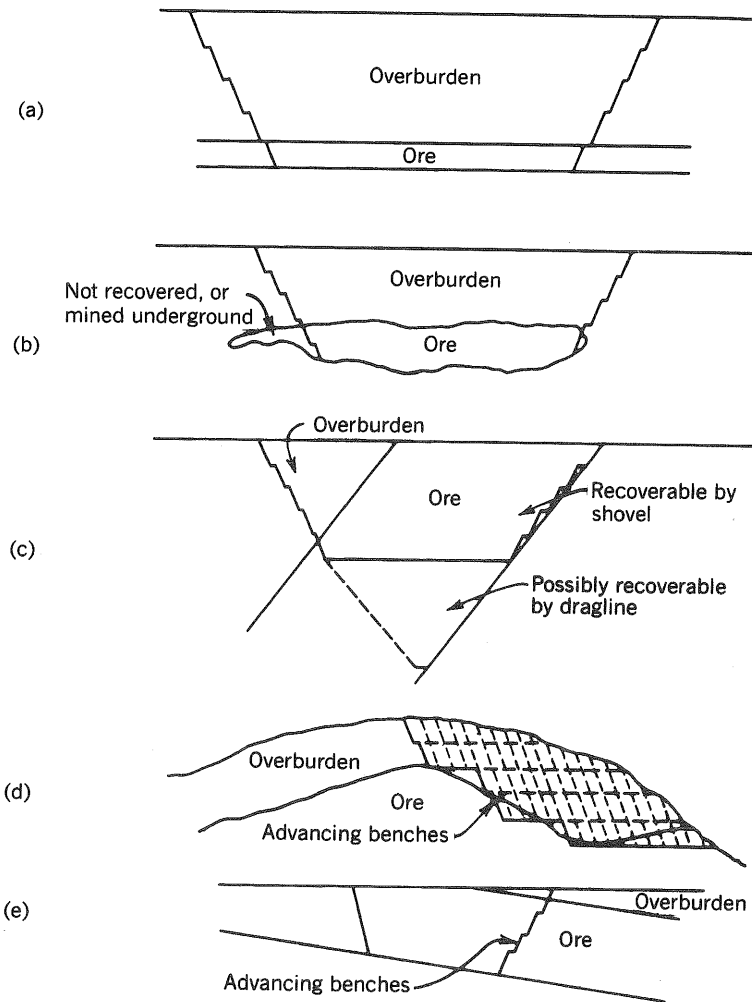 (a)
Overburden
Ore
(b)
Overburden
Not recovered, or
mined underground
Ore
(c)
Overburden
Ore
Recoverable by
shovel
Possibly recoverable
by dragline
(d)
Overburden
Ore
Advancing benches
(e)
Overburden
Ore
Advancing benches